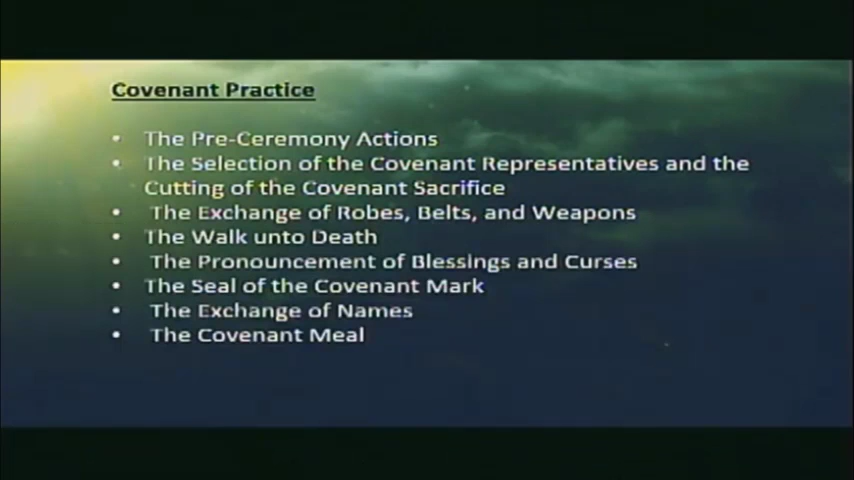 Covenant Practice
• The Pre-Ceremony Actions
• The Selection of the Covenant Representatives and the
Cutting of the Covenant Sacrifice
• The Exchange of Robes, Belts, and Weapons
• The Walk unto Death
• The Pronouncement of Blessings and Curses
• The Seal of the Covenant Mark
• The Exchange of Names
• The Covenant Meal